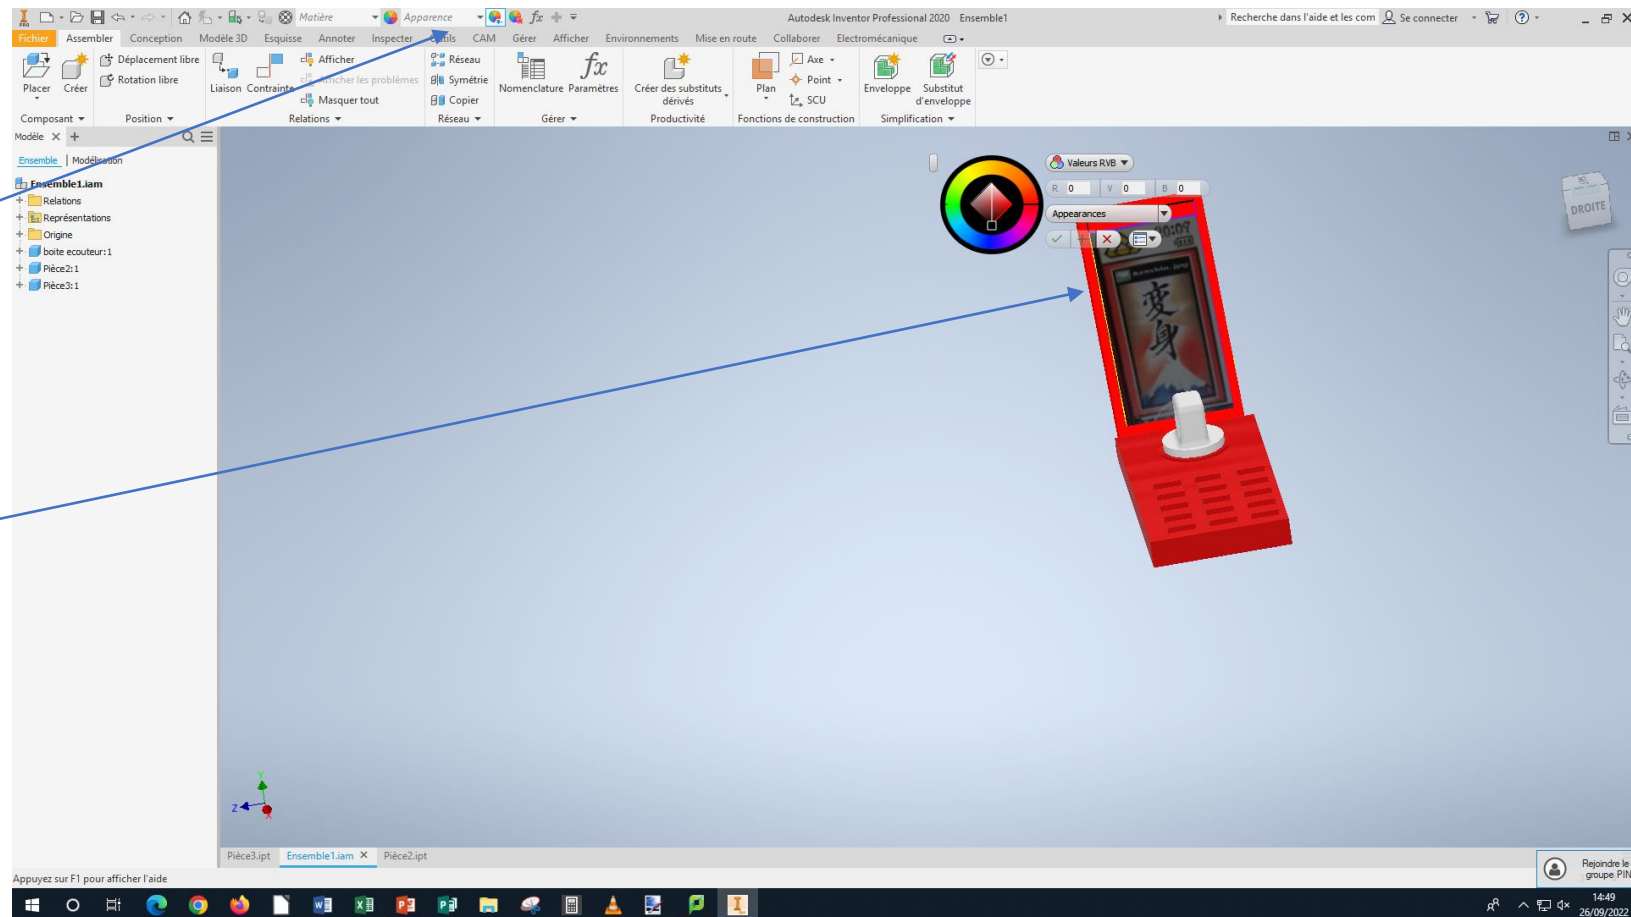 PRO Matière Apparence fx Autodesk Inventor Professional 2020 Ensemble1 Recherche dans l'aide et les com Se connecter
Fichier Assembler Conception Modèle 3D Esquisse Annoter Inspecter Outils CAM Gérer Afficher Environnements Mise en route Collaborer Electromécanique
Placer Créer Déplacement libre Rotation libre
Liaison Contrainte Afficher Afficher les problèmes Masquer tout
Réseau Symétrie Copier
Nomenclature fx Paramètres
Créer des substituts dérivés
Plan Axe Point SCU
Enveloppe Substitut d'enveloppe
Composant Position Relations Réseau Gérer Productivité Fonctions de construction Simplification
Modèle
Ensemble Modélisation
Ensemble1.iam
Relations
Représentations
Origine
boite ecouteur:1
Pièce2:1
Pièce3:1
Valeurs RVB
R 0 V 0 B 0
Appearances
20:07
変身
DROITE
Y
Z
X
Pièce3.ipt Ensemble1.iam Pièce2.ipt
Appuyez sur F1 pour afficher l'aide
Rejoindre le
groupe PIN
14:49
26/09/2022